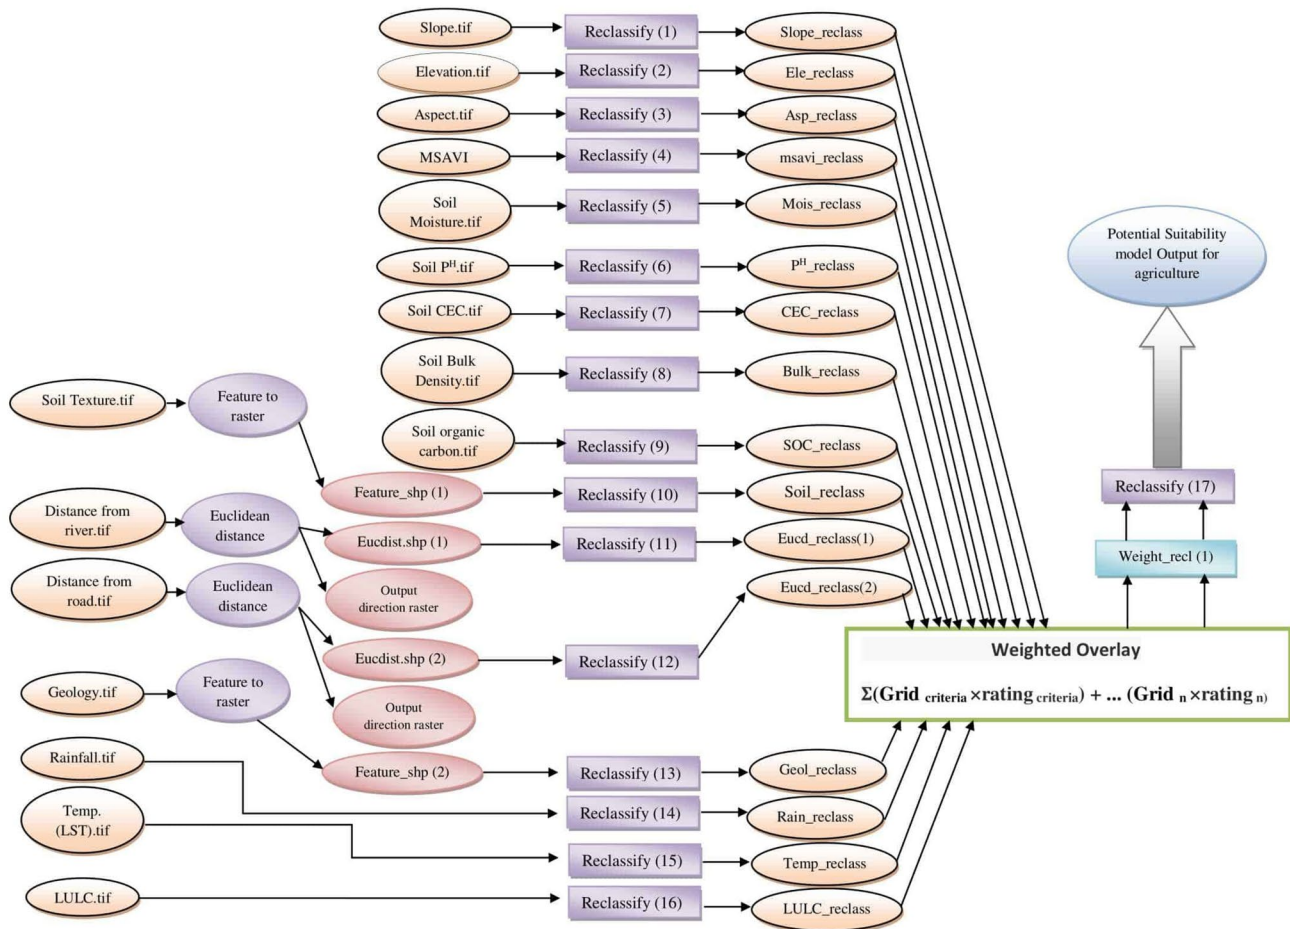 Slope.tif
Reclassify (1)
Slope_reclass
Elevation.tif
Reclassify (2)
Ele_reclass
Aspect.tif
Reclassify (3)
Asp_reclass
MSAVI
Reclassify (4)
msavi_reclass
Soil
Moisture.tif
Reclassify (5)
Mois_reclass
Soil P^H.tif
Reclassify (6)
P^H_reclass
Soil CEC.tif
Reclassify (7)
CEC_reclass
Soil Bulk
Density.tif
Reclassify (8)
Bulk_reclass
Soil organic
carbon.tif
Reclassify (9)
SOC_reclass
Soil Texture.tif
Feature to
raster
Feature_shp (1)
Reclassify (10)
Soil_reclass
Distance from
river.tif
Euclidean
distance
Eucdist.shp (1)
Reclassify (11)
Eucd_reclass(1)
Output
direction raster
Distance from
road.tif
Euclidean
distance
Eucdist.shp (2)
Reclassify (12)
Eucd_reclass(2)
Output
direction raster
Geology.tif
Feature to
raster
Feature_shp (2)
Reclassify (13)
Geol_reclass
Rainfall.tif
Reclassify (14)
Rain_reclass
Temp.
(LST).tif
Reclassify (15)
Temp_reclass
LULC.tif
Reclassify (16)
LULC_reclass
Weighted Overlay
Σ(Grid criteria×rating criteria) + ... (Grid n×rating n)
Weight_recl (1)
Reclassify (17)
Potential Suitability
model Output for
agriculture